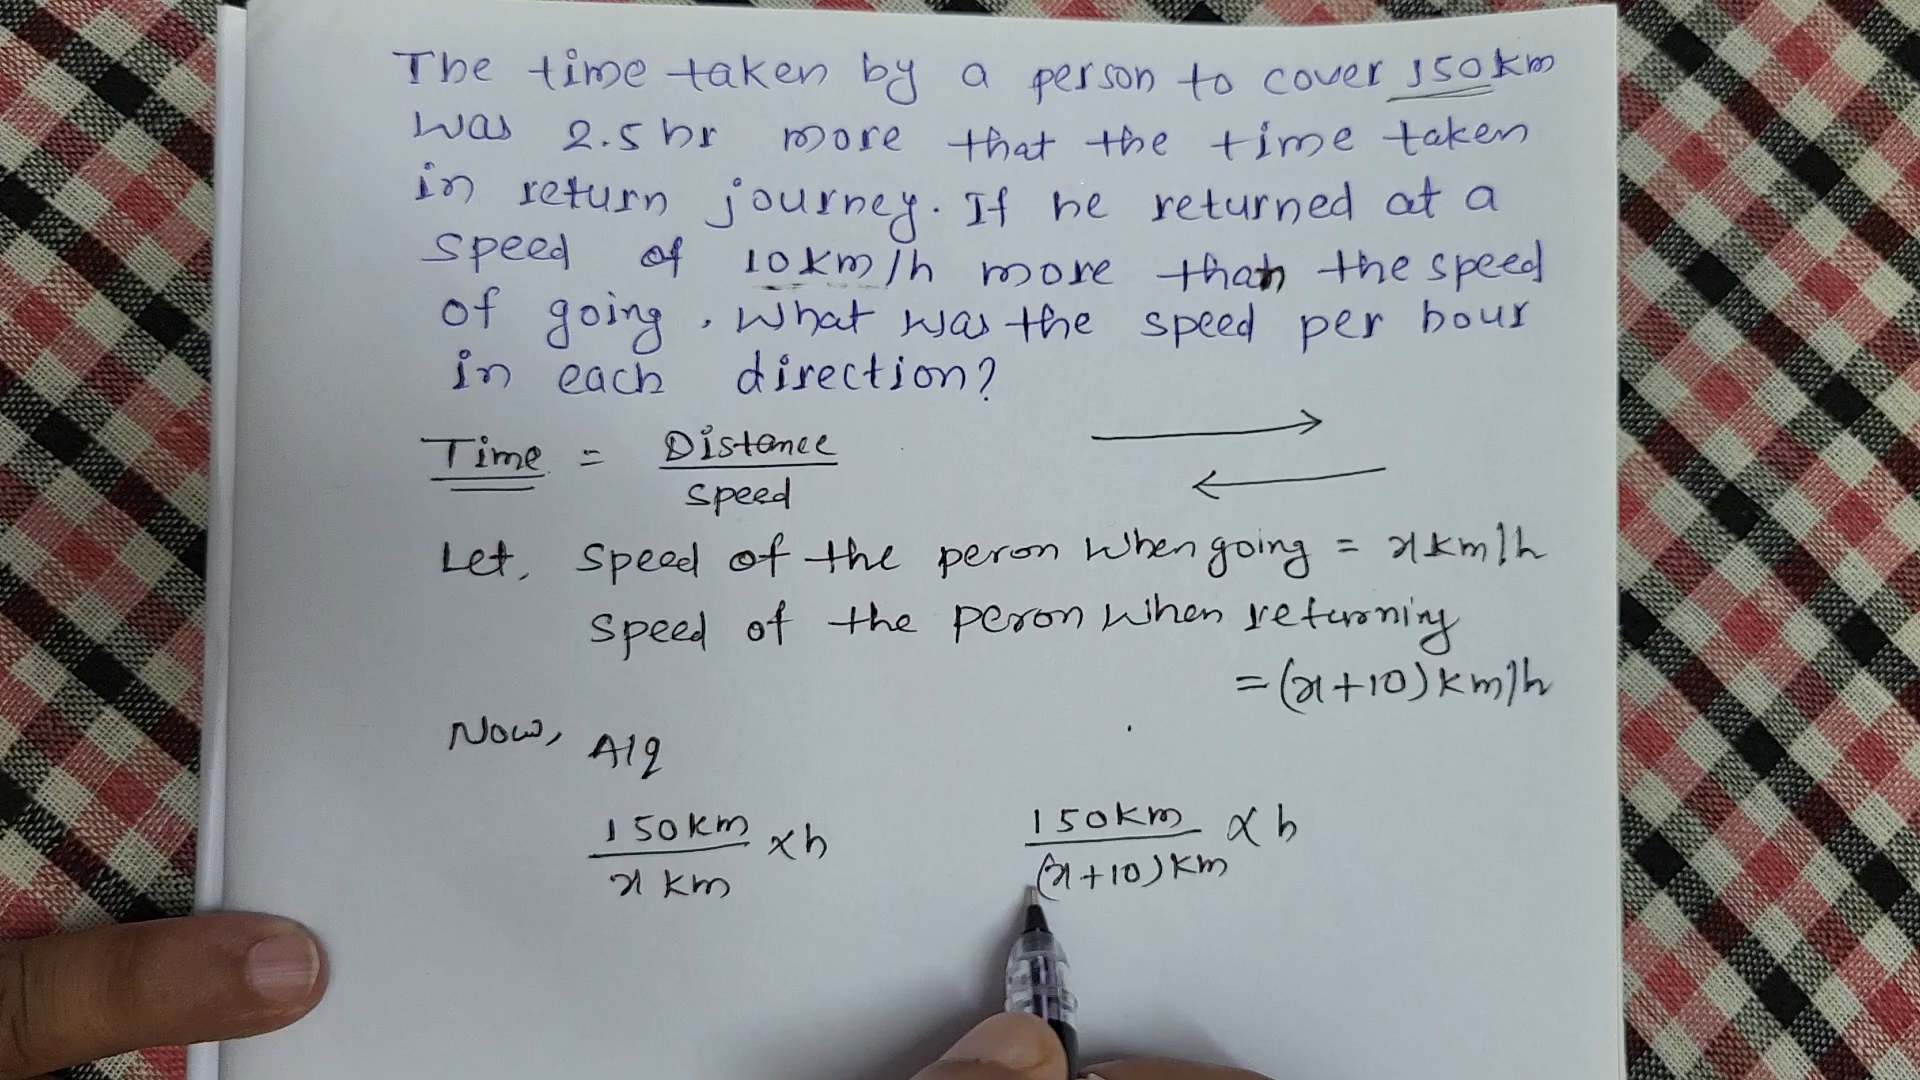 The time taken by a person to cover 150km
was 2.5 hr more that the time taken
in return journey. If he returned at a
speed of 10km/h more than the speed
of going. What was the speed per hour
in each direction?
Time = Distance / speed
Let, speed of the peron when going = x km/h
speed of the peron when returning
= (x+10) km/h
Now, A/q
150km / x km × h 150km / (x+10) km × h